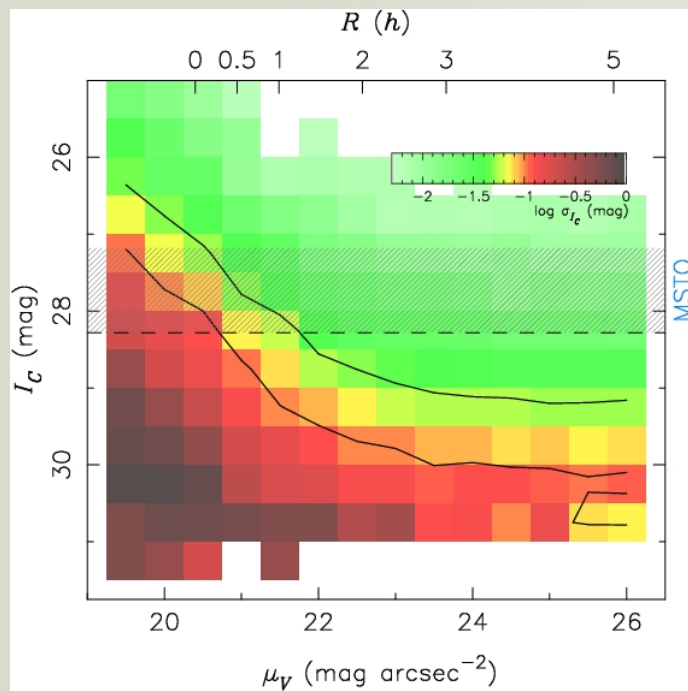 R (h)
0 0.5 1 2 3 5
26
28
30
I_C (mag)
−2 −1.5 −1 −0.5 0
log σ_{I_C} (mag)
MSTO
20 22 24 26
μ_V (mag arcsec⁻²)